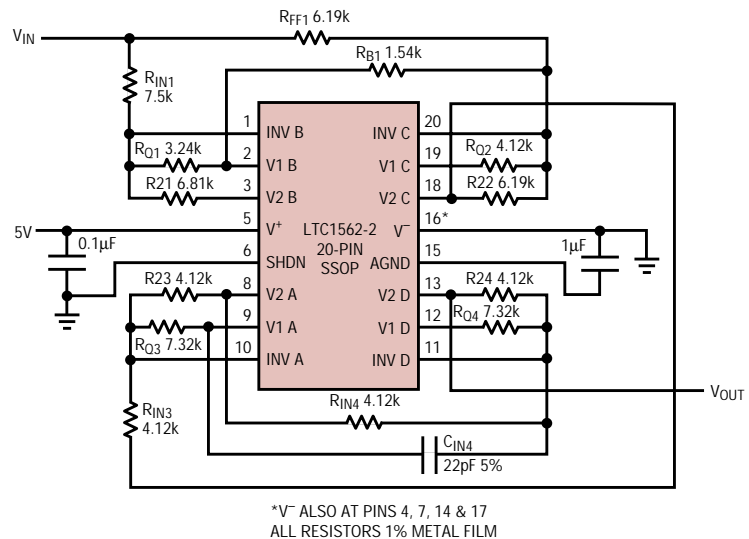 RFF1 6.19k
VIN
RB1 1.54k
RIN1
7.5k
1
INV B
20
INV C
RQ1 3.24k
2
V1 B
19
V1 C
RQ2 4.12k
R21 6.81k
3
V2 B
18
V2 C
R22 6.19k
5V
5
V+
LTC1562-2
20-PIN
SSOP
16*
V–
0.1µF
1µF
6
SHDN
15
AGND
R23 4.12k
8
V2 A
13
V2 D
R24 4.12k
9
V1 A
12
V1 D
RQ4 7.32k
RQ3 7.32k
10
INV A
11
INV D
VOUT
RIN3
4.12k
RIN4 4.12k
CIN4
22pF 5%
*V– ALSO AT PINS 4, 7, 14 & 17
ALL RESISTORS 1% METAL FILM